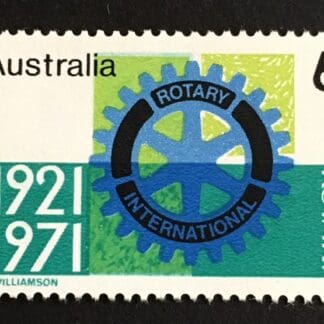 Australia
ROTARY
INTERNATIONAL
1921
1971
WILLIAMSON